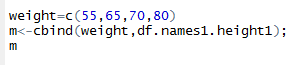 weight=c(55,65,70,80)
m<-cbind(weight,df.names1.height1);
m